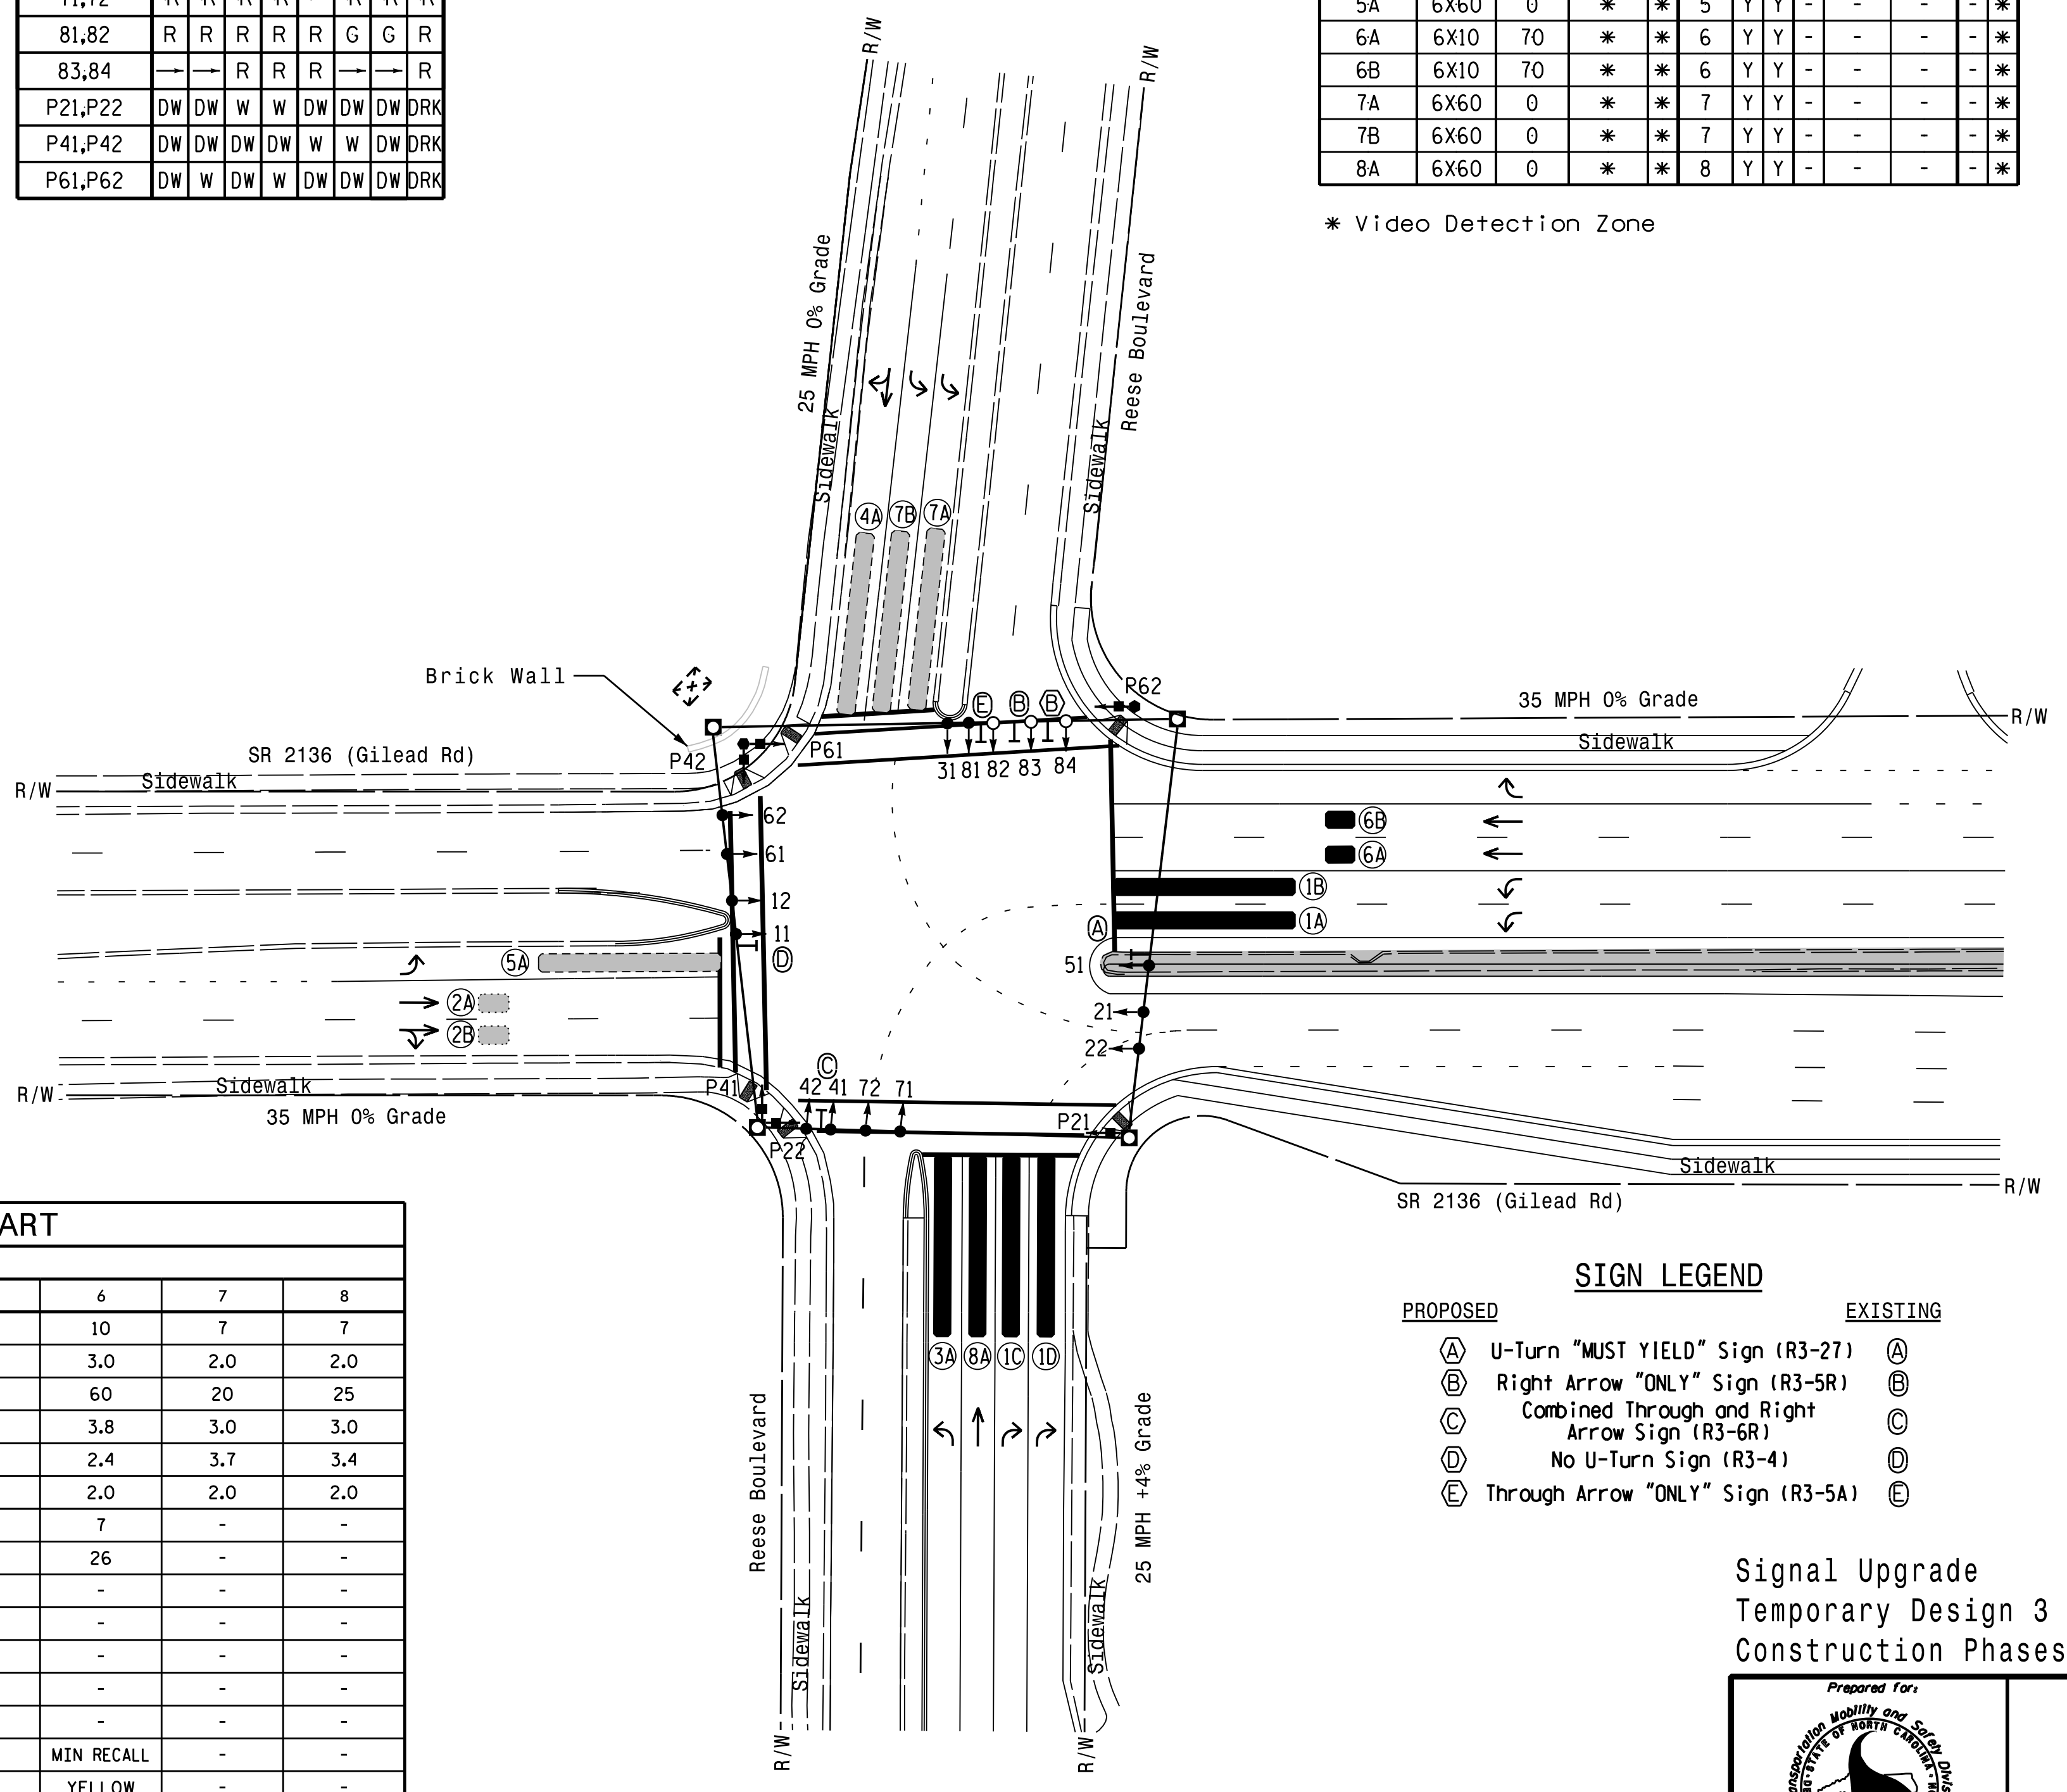 81,82 R R R R R G G R
83,84 → → R R R → → R
P21,P22 DW DW W W DW DW DW DRK
P41,P42 DW DW DW DW W W DW DRK
P61,P62 DW W DW W DW DW DW DRK
5A 6X60 0 * * 5 Y Y - - - - *
6A 6X10 70 * * 6 Y Y - - - - *
6B 6X10 70 * * 6 Y Y - - - - *
7A 6X60 0 * * 7 Y Y - - - - *
7B 6X60 0 * * 7 Y Y - - - - *
8A 6X60 0 * * 8 Y Y - - - - *
* Video Detection Zone
R/W
R/W
25 MPH 0% Grade
Sidewalk
Reese Boulevard
Sidewalk
4A 7B 7A
Brick Wall
P62
E B B
35 MPH 0% Grade
R/W
Sidewalk
P61
P42
31 81 82 83 84
SR 2136 (Gilead Rd)
Sidewalk
R/W
62
61
12
11
D
6B
6A
1B
1A
A
51
5A
2A
2B
21
22
C
42 41 72 71
P41
P22
P21
R/W
Sidewalk
35 MPH 0% Grade
Sidewalk
R/W
SR 2136 (Gilead Rd)
3A 8A 1C 1D
Reese Boulevard
Sidewalk
25 MPH +4% Grade
Sidewalk
R/W
R/W
ART
6 7 8
10 7 7
3.0 2.0 2.0
60 20 25
3.8 3.0 3.0
2.4 3.7 3.4
2.0 2.0 2.0
7 - -
26 - -
- - -
- - -
- - -
- - -
- - -
MIN RECALL - -
YELLOW - -
SIGN LEGEND
PROPOSED EXISTING
A U-Turn "MUST YIELD" Sign (R3-27) A
B Right Arrow "ONLY" Sign (R3-5R) B
C Combined Through and Right Arrow Sign (R3-6R) C
D No U-Turn Sign (R3-4) D
E Through Arrow "ONLY" Sign (R3-5A) E
Signal Upgrade
Temporary Design 3
Construction Phases
Prepared for:
Mobility and Safety
STATE OF NORTH CAROLINA